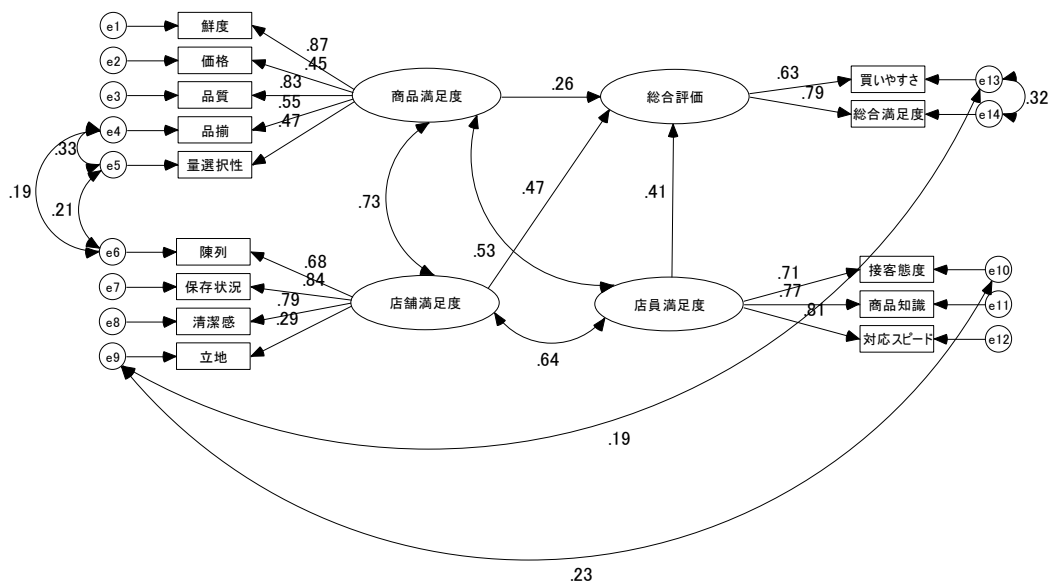 e1
鮮度
e2
価格
e3
品質
e4
品揃
e5
量選択性
e6
陳列
e7
保存状況
e8
清潔感
e9
立地
.87
.45
.83
.55
.47
.33
.19
.21
商品満足度
.26
総合評価
.63
.79
買いやすさ
e13
総合満足度
e14
.32
.73
.47
.53
.41
.68
.84
.79
.29
店舗満足度
.64
店員満足度
.71
.77
.81
接客態度
e10
商品知識
e11
対応スピード
e12
.19
.23